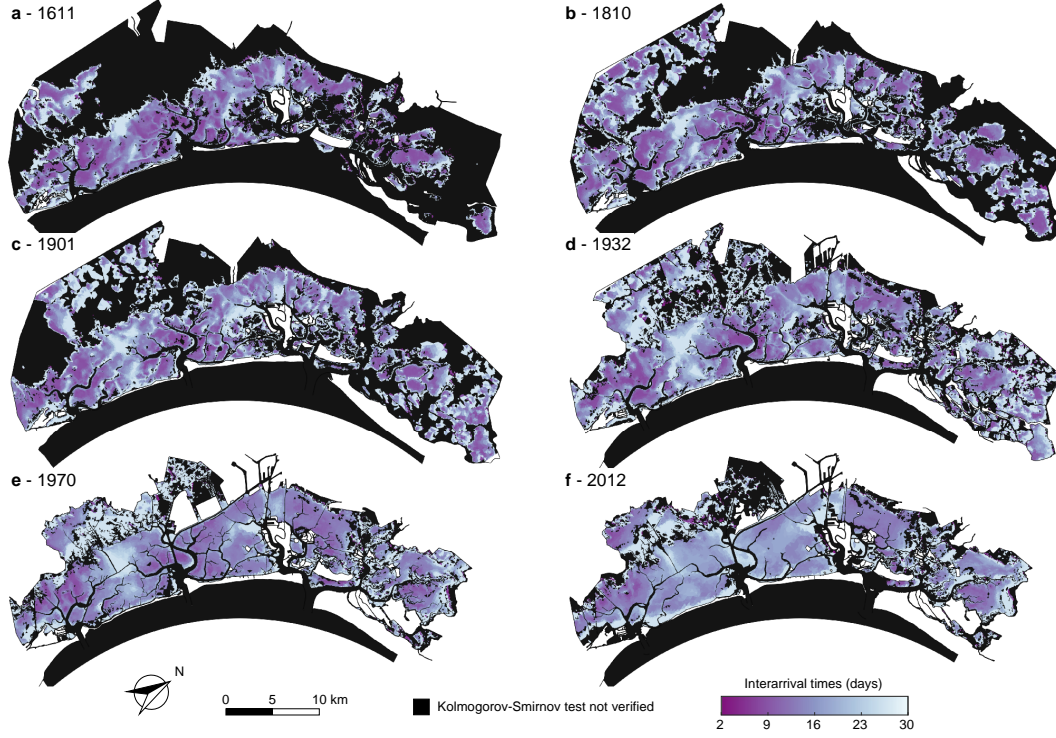 a - 1611
b - 1810
c - 1901
d - 1932
e - 1970
f - 2012
N
0 5 10 km
Kolmogorov-Smirnov test not verified
Interarrival times (days)
2 9 16 23 30